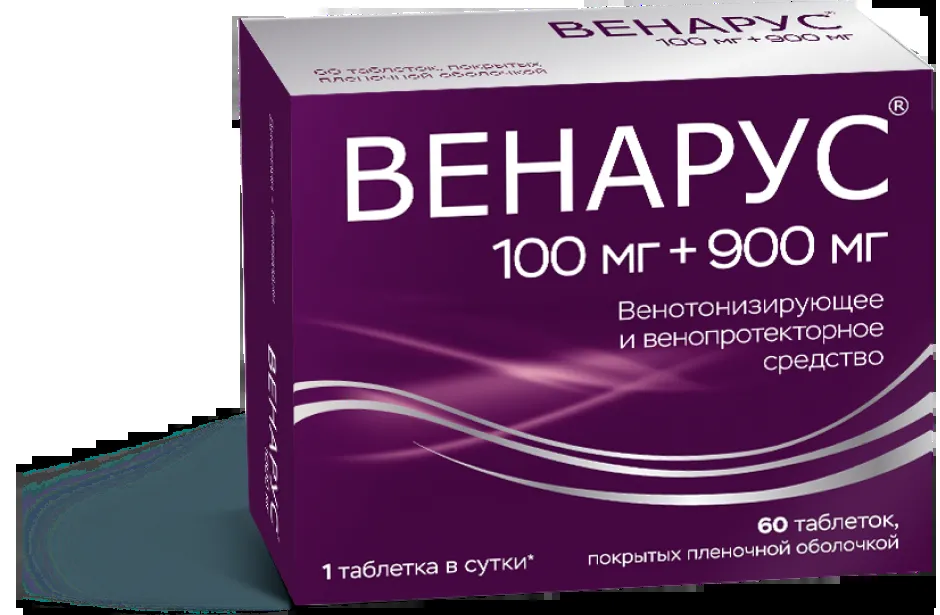 ВЕНАРУС®
100 мг + 900 мг
60 таблеток, покрытых
пленочной оболочкой
ВЕНАРУС®
100 мг + 900 мг
Венотонизирующее
и венопротекторное
средство
60 таблеток,
покрытых пленочной оболочкой
1 таблетка в сутки*
ВЕНАРУС